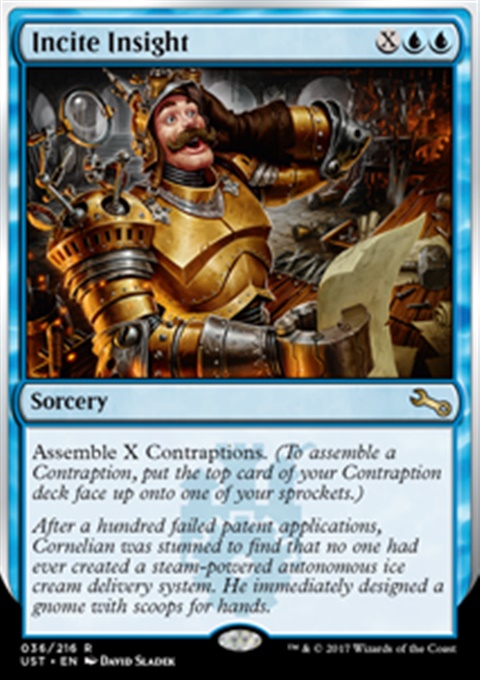 Incite Insight X
Sorcery
Assemble X Contraptions. (To assemble a
Contraption, put the top card of your Contraption
deck face up onto one of your sprockets.)
After a hundred failed patent applications,
Cornelian was stunned to find that no one had
ever created a steam-powered autonomous ice
cream delivery system. He immediately designed a
gnome with scoops for hands.
036/216 R
UST • EN David Sladek
™ & © 2017 Wizards of the Coast